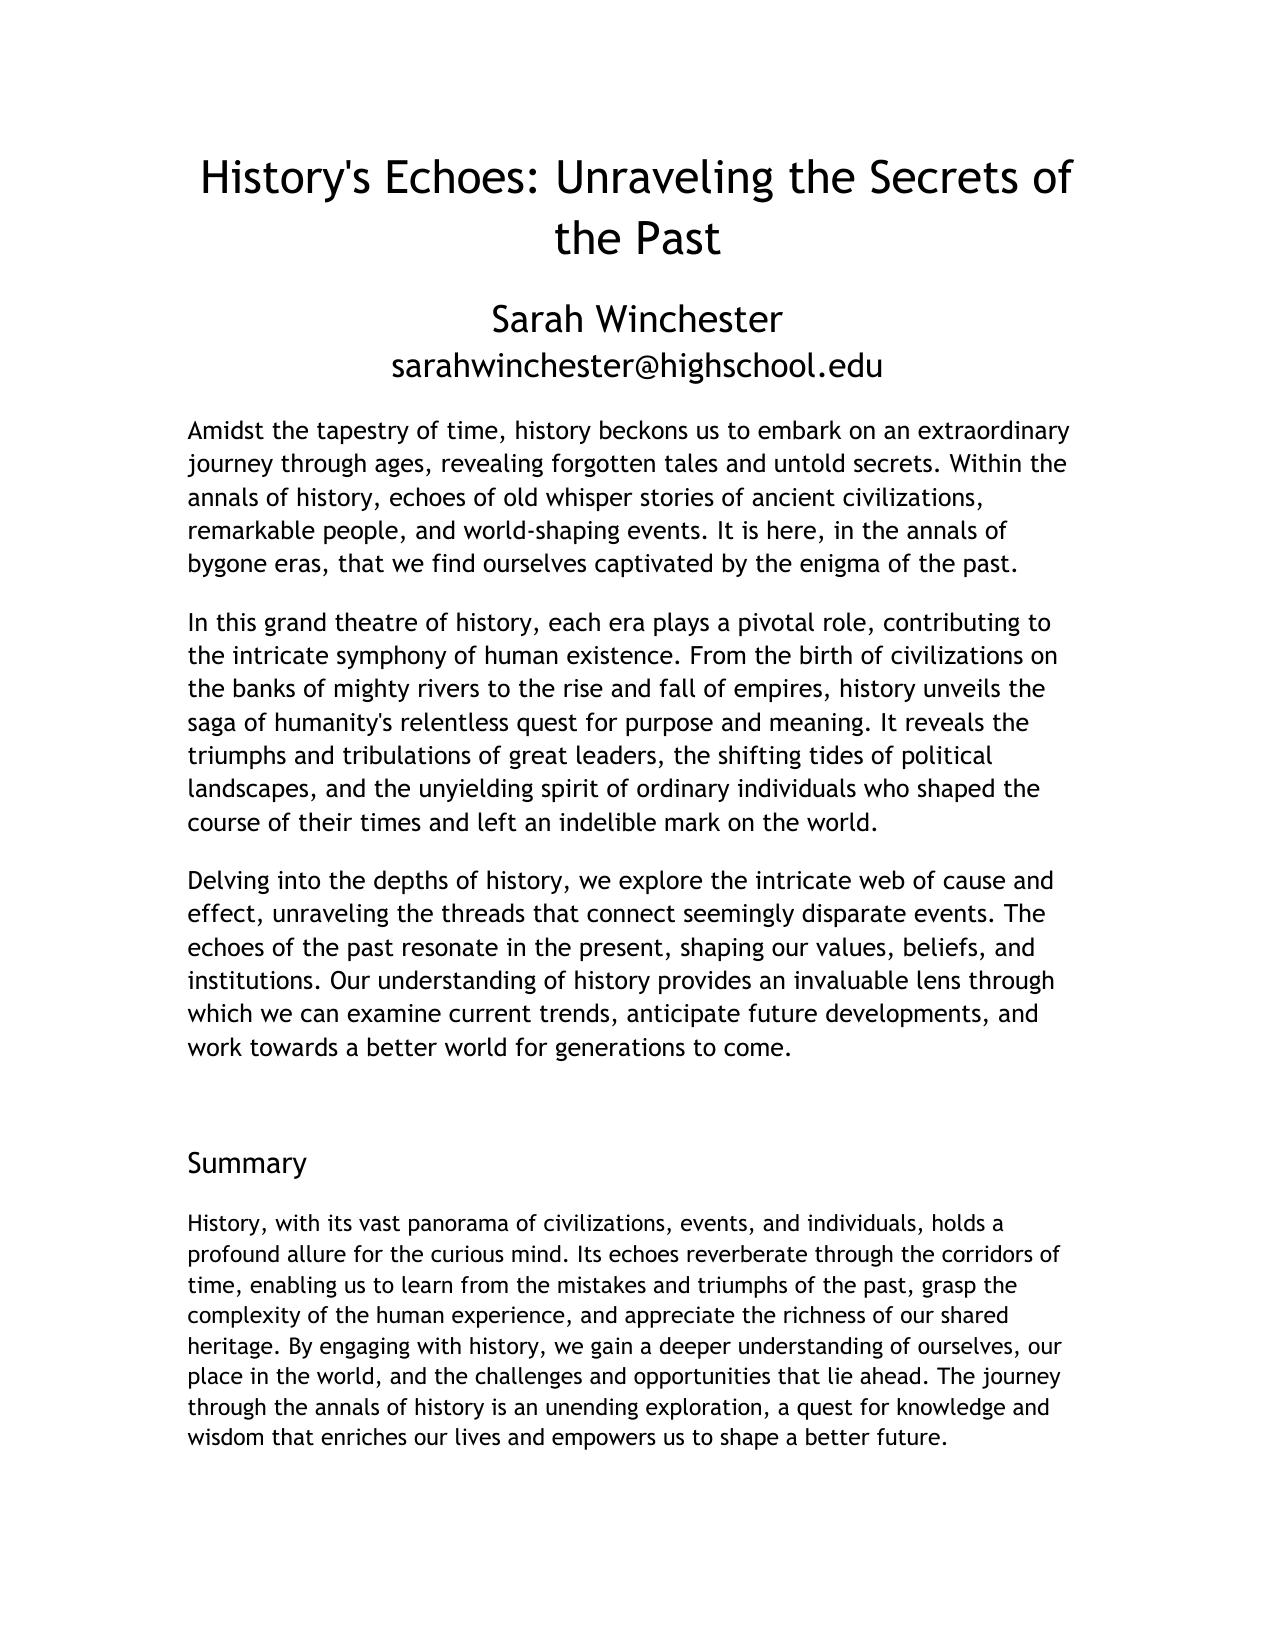 History's Echoes: Unraveling the Secrets of
the Past
Sarah Winchester
sarahwinchester@highschool.edu
Amidst the tapestry of time, history beckons us to embark on an extraordinary
journey through ages, revealing forgotten tales and untold secrets. Within the
annals of history, echoes of old whisper stories of ancient civilizations,
remarkable people, and world-shaping events. It is here, in the annals of
bygone eras, that we find ourselves captivated by the enigma of the past.
In this grand theatre of history, each era plays a pivotal role, contributing to
the intricate symphony of human existence. From the birth of civilizations on
the banks of mighty rivers to the rise and fall of empires, history unveils the
saga of humanity's relentless quest for purpose and meaning. It reveals the
triumphs and tribulations of great leaders, the shifting tides of political
landscapes, and the unyielding spirit of ordinary individuals who shaped the
course of their times and left an indelible mark on the world.
Delving into the depths of history, we explore the intricate web of cause and
effect, unraveling the threads that connect seemingly disparate events. The
echoes of the past resonate in the present, shaping our values, beliefs, and
institutions. Our understanding of history provides an invaluable lens through
which we can examine current trends, anticipate future developments, and
work towards a better world for generations to come.
Summary
History, with its vast panorama of civilizations, events, and individuals, holds a
profound allure for the curious mind. Its echoes reverberate through the corridors of
time, enabling us to learn from the mistakes and triumphs of the past, grasp the
complexity of the human experience, and appreciate the richness of our shared
heritage. By engaging with history, we gain a deeper understanding of ourselves, our
place in the world, and the challenges and opportunities that lie ahead. The journey
through the annals of history is an unending exploration, a quest for knowledge and
wisdom that enriches our lives and empowers us to shape a better future.